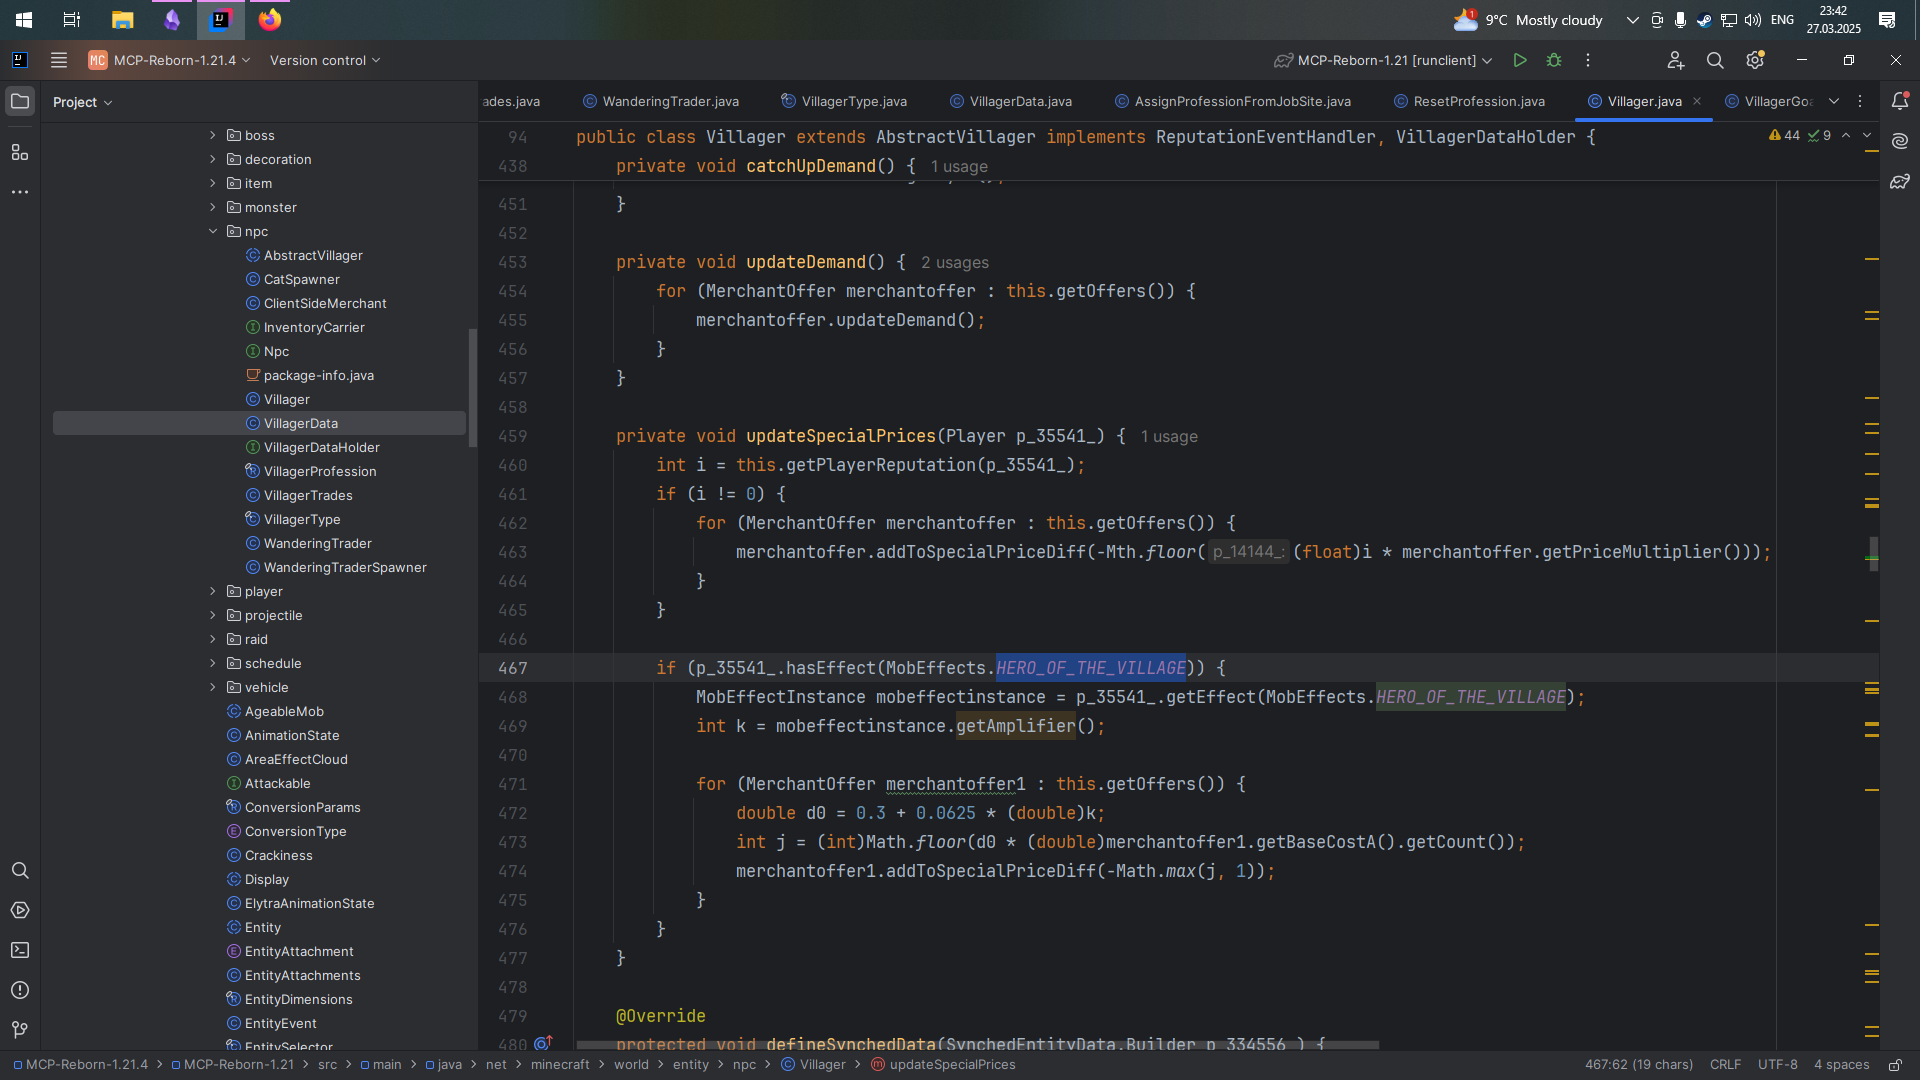 9°C Mostly cloudy
ENG
23:42
27.03.2025
MC MCP-Reborn-1.21.4
Version control
MCP-Reborn-1.21 [runclient]
Project
ades.java
WanderingTrader.java
VillagerType.java
VillagerData.java
AssignProfessionFromJobSite.java
ResetProfession.java
Villager.java
VillagerGoa
boss
decoration
item
monster
npc
AbstractVillager
CatSpawner
ClientSideMerchant
InventoryCarrier
Npc
package-info.java
Villager
VillagerData
VillagerDataHolder
VillagerProfession
VillagerTrades
VillagerType
WanderingTrader
WanderingTraderSpawner
player
projectile
raid
schedule
vehicle
AgeableMob
AnimationState
AreaEffectCloud
Attackable
ConversionParams
ConversionType
Crackiness
Display
ElytraAnimationState
Entity
EntityAttachment
EntityAttachments
EntityDimensions
EntityEvent
EntitySelector
44 9
94 public class Villager extends AbstractVillager implements ReputationEventHandler, VillagerDataHolder {
438 private void catchUpDemand() { 1 usage
451 }
452
453 private void updateDemand() { 2 usages
454 for (MerchantOffer merchantoffer : this.getOffers()) {
455 merchantoffer.updateDemand();
456 }
457 }
458
459 private void updateSpecialPrices(Player p_35541_) { 1 usage
460 int i = this.getPlayerReputation(p_35541_);
461 if (i != 0) {
462 for (MerchantOffer merchantoffer : this.getOffers()) {
463 merchantoffer.addToSpecialPriceDiff(-Mth.floor( p_14144_: (float)i * merchantoffer.getPriceMultiplier()));
464 }
465 }
466
467 if (p_35541_.hasEffect(MobEffects.HERO_OF_THE_VILLAGE)) {
468 MobEffectInstance mobeffectinstance = p_35541_.getEffect(MobEffects.HERO_OF_THE_VILLAGE);
469 int k = mobeffectinstance.getAmplifier();
470
471 for (MerchantOffer merchantoffer1 : this.getOffers()) {
472 double d0 = 0.3 + 0.0625 * (double)k;
473 int j = (int)Math.floor(d0 * (double)merchantoffer1.getBaseCostA().getCount());
474 merchantoffer1.addToSpecialPriceDiff(-Math.max(j, 1));
475 }
476 }
477 }
478
479 @Override
480 protected void defineSynchedData(SynchedEntityData.Builder p_334556_) {
MCP-Reborn-1.21.4 > MCP-Reborn-1.21 > src > main > java > net > minecraft > world > entity > npc > Villager > updateSpecialPrices
467:62 (19 chars) CRLF UTF-8 4 spaces